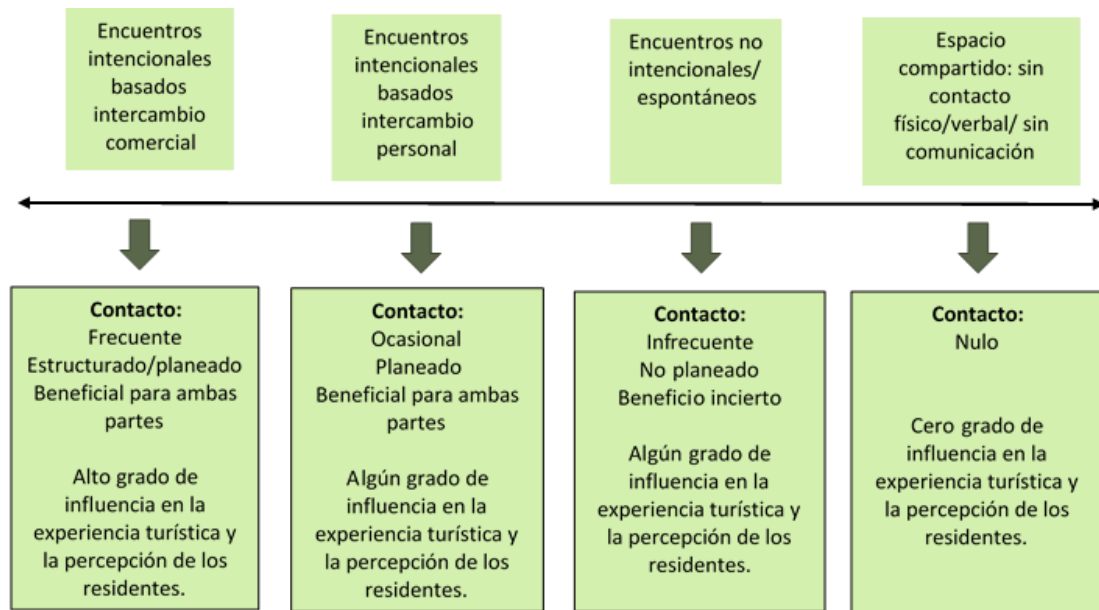 Encuentros
intencionales
basados
intercambio
comercial
Encuentros
intencionales
basados
intercambio
personal
Encuentros no
intencionales/
espontáneos
Espacio
compartido: sin
contacto
físico/verbal/ sin
comunicación
Contacto:
Frecuente
Estructurado/planeado
Beneficial para ambas
partes
Alto grado de
influencia en la
experiencia turística y
la percepción de los
residentes.
Contacto:
Ocasional
Planeado
Beneficial para ambas
partes
Algún grado de
influencia en la
experiencia turística y
la percepción de los
residentes.
Contacto:
Infrecuente
No planeado
Beneficio incierto
Algún grado de
influencia en la
experiencia turística y
la percepción de los
residentes.
Contacto:
Nulo
Cero grado de
influencia en la
experiencia turística y
la percepción de los
residentes.